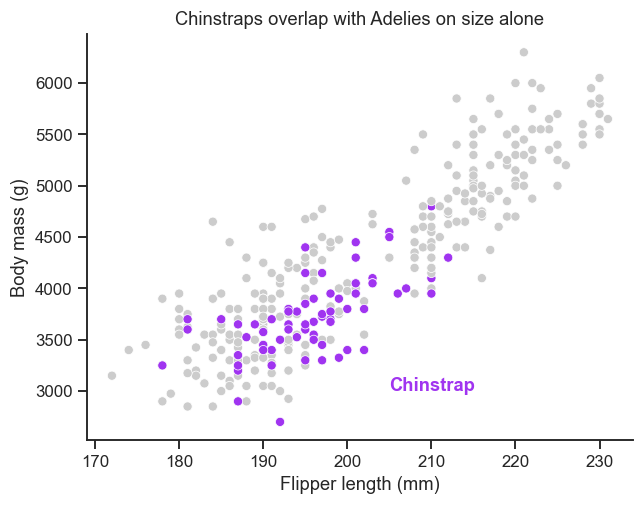 Chinstraps overlap with Adelies on size alone
6000
5500
5000
4500
4000
3500
3000
Body mass (g)
Chinstrap
170 180 190 200 210 220 230
Flipper length (mm)